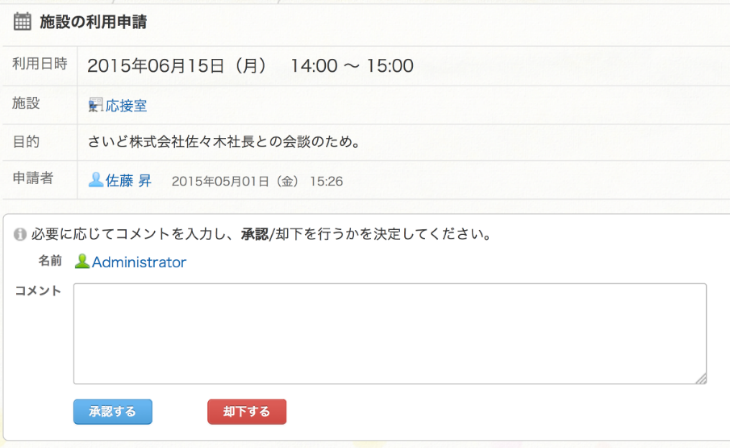 施設の利用申請
利用日時 2015年06月15日（月） 14:00 〜 15:00
施設 応接室
目的 さいど株式会社佐々木社長との会談のため。
申請者 佐藤 昇 2015年05月01日（金） 15:26
必要に応じてコメントを入力し、承認/却下を行うかを決定してください。
名前 Administrator
コメント
承認する 却下する